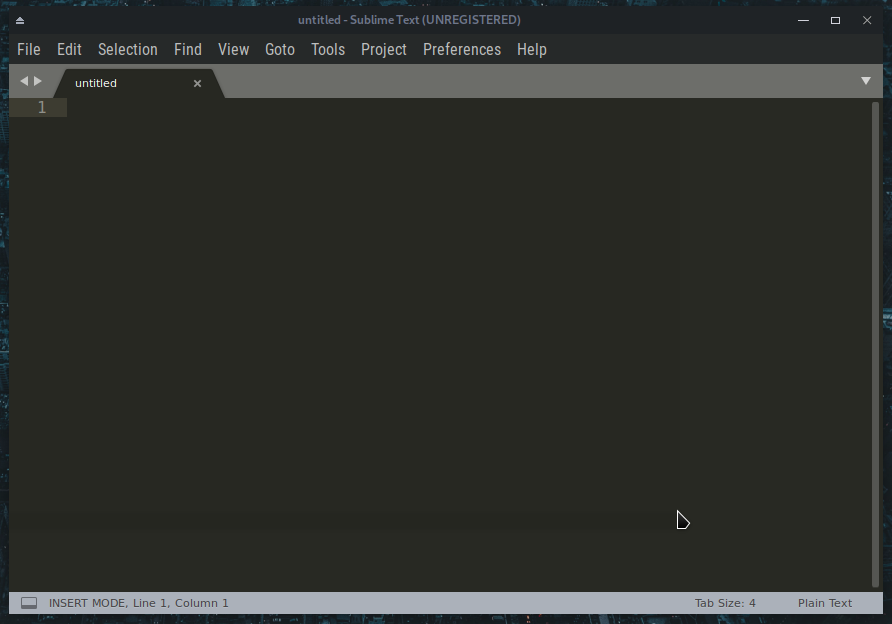 untitled - Sublime Text (UNREGISTERED)
File Edit Selection Find View Goto Tools Project Preferences Help
untitled
1
INSERT MODE, Line 1, Column 1 Tab Size: 4 Plain Text